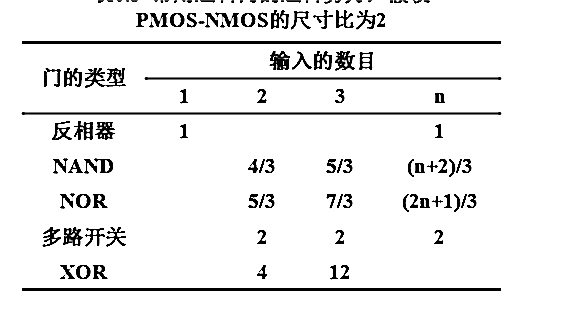 PMOS-NMOS的尺寸比为2
门的类型 输入的数目
1 2 3 n
反相器 1 1
NAND 4/3 5/3 (n+2)/3
NOR 5/3 7/3 (2n+1)/3
多路开关 2 2 2
XOR 4 12